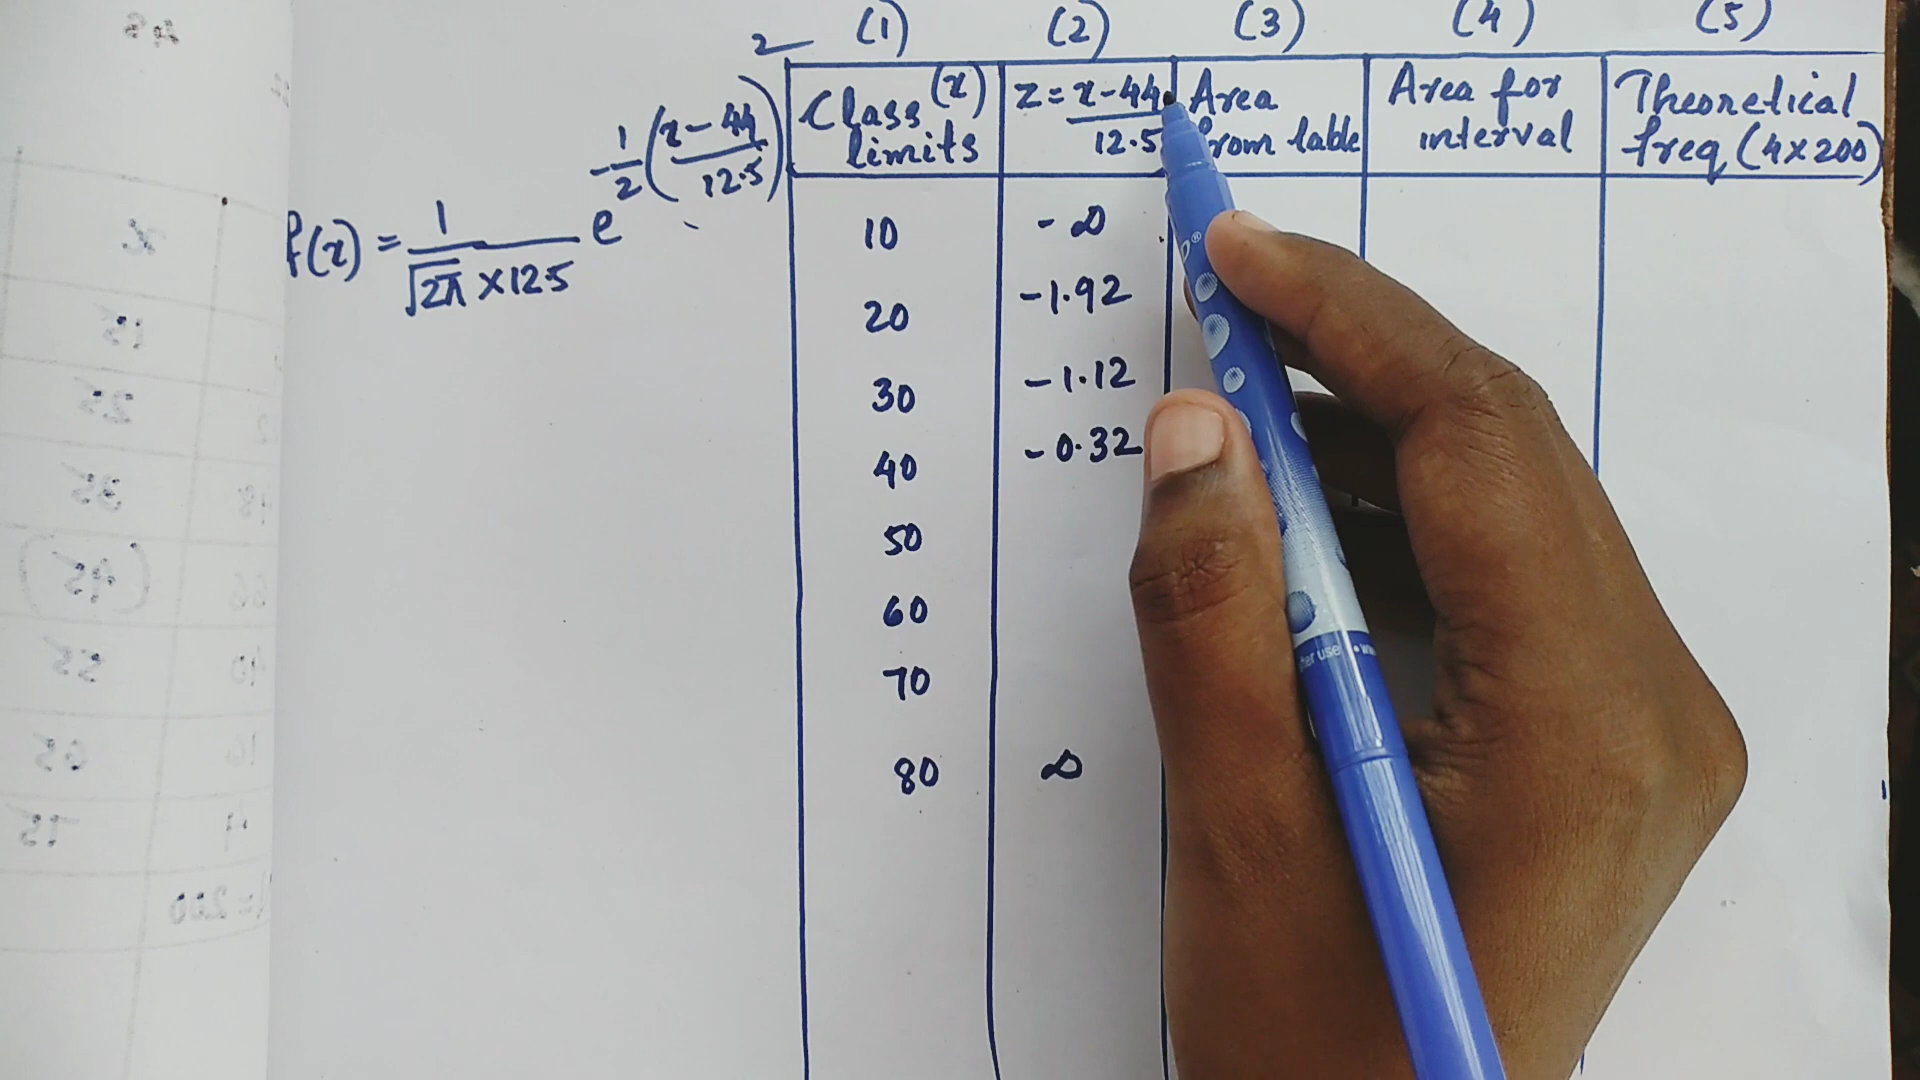 (1) (2) (3) (4) (5)
Class (x) limits
z = x-44 / 12.5
Area from table
Area for interval
Theoretical freq (4×200)
f(x) = 1 / √2π ×12.5 e -1/2 (x-44 / 12.5) 2
10 -∞
20 -1.92
30 -1.12
40 -0.32
50
60
70
80 ∞